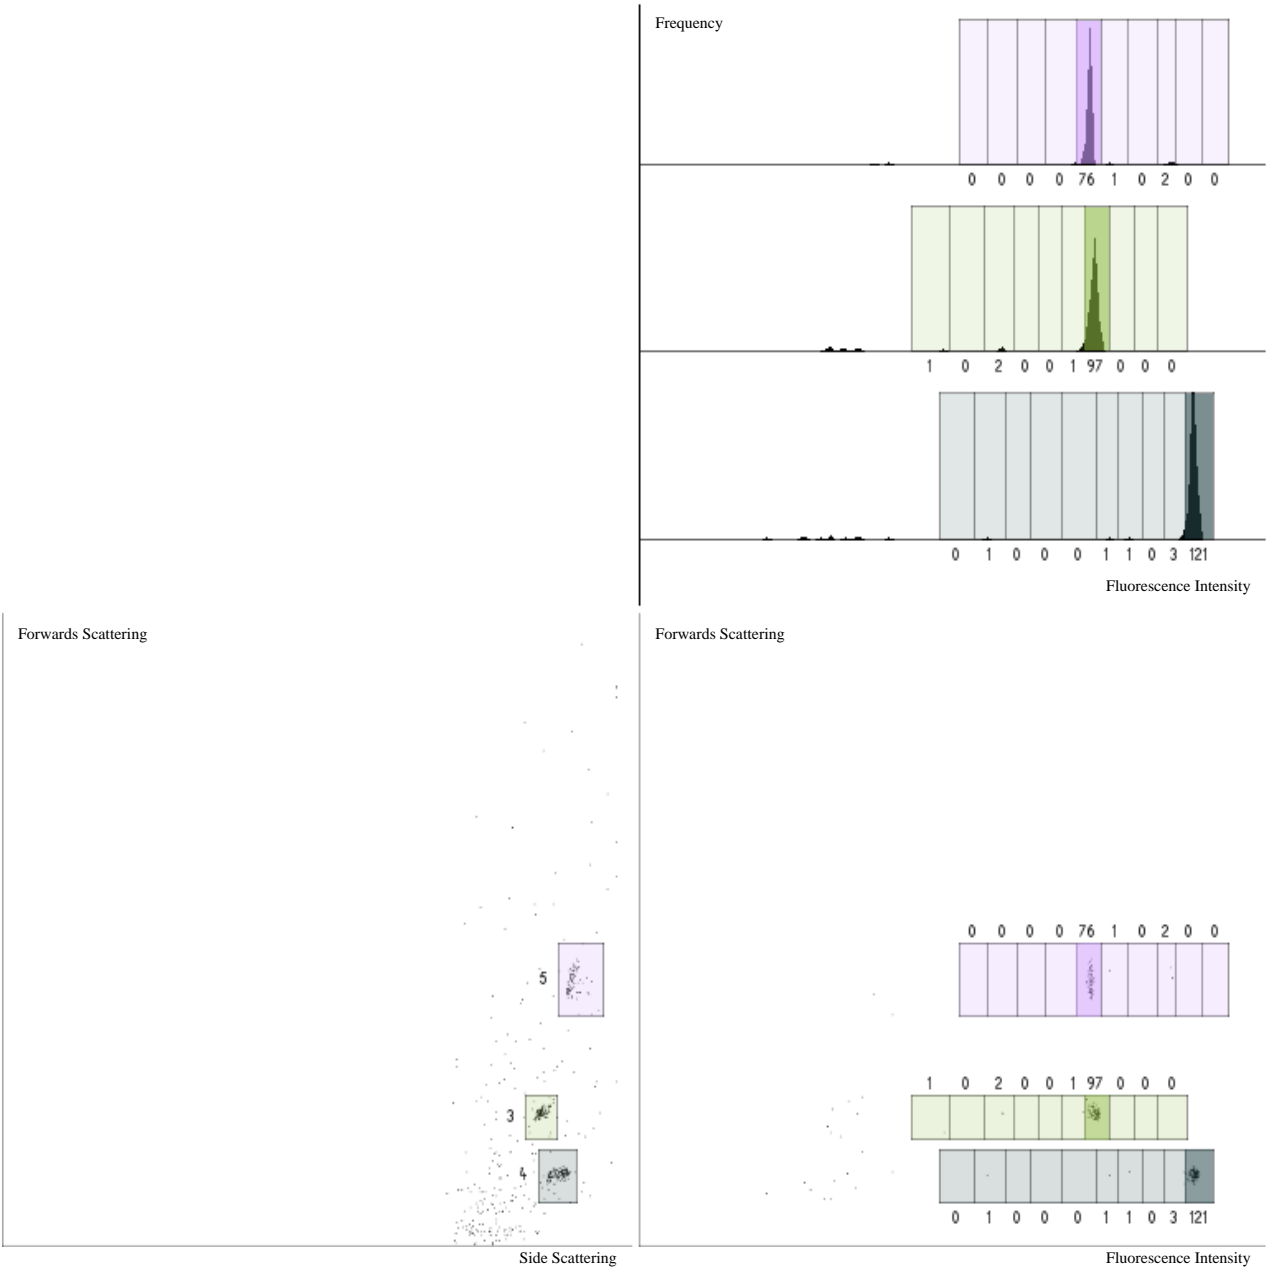 Frequency
0 0 0 0 76 1 0 2 0 0
1 0 2 0 0 1 97 0 0 0
0 1 0 0 0 1 1 0 3 121
Fluorescence Intensity
Forwards Scattering
5
3
4
Side Scattering
Forwards Scattering
0 0 0 0 76 1 0 2 0 0
1 0 2 0 0 1 97 0 0 0
0 1 0 0 0 1 1 0 3 121
Fluorescence Intensity